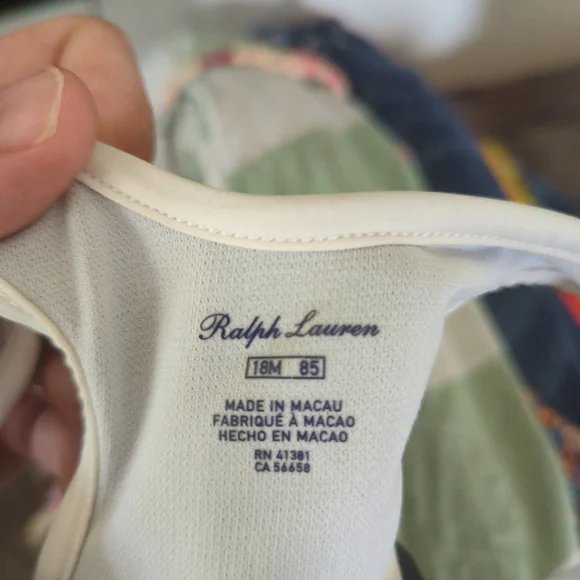 Ralph Lauren
18M 85
MADE IN MACAU
FABRIQUÉ À MACAO
HECHO EN MACAO
RN 41381
CA 56658